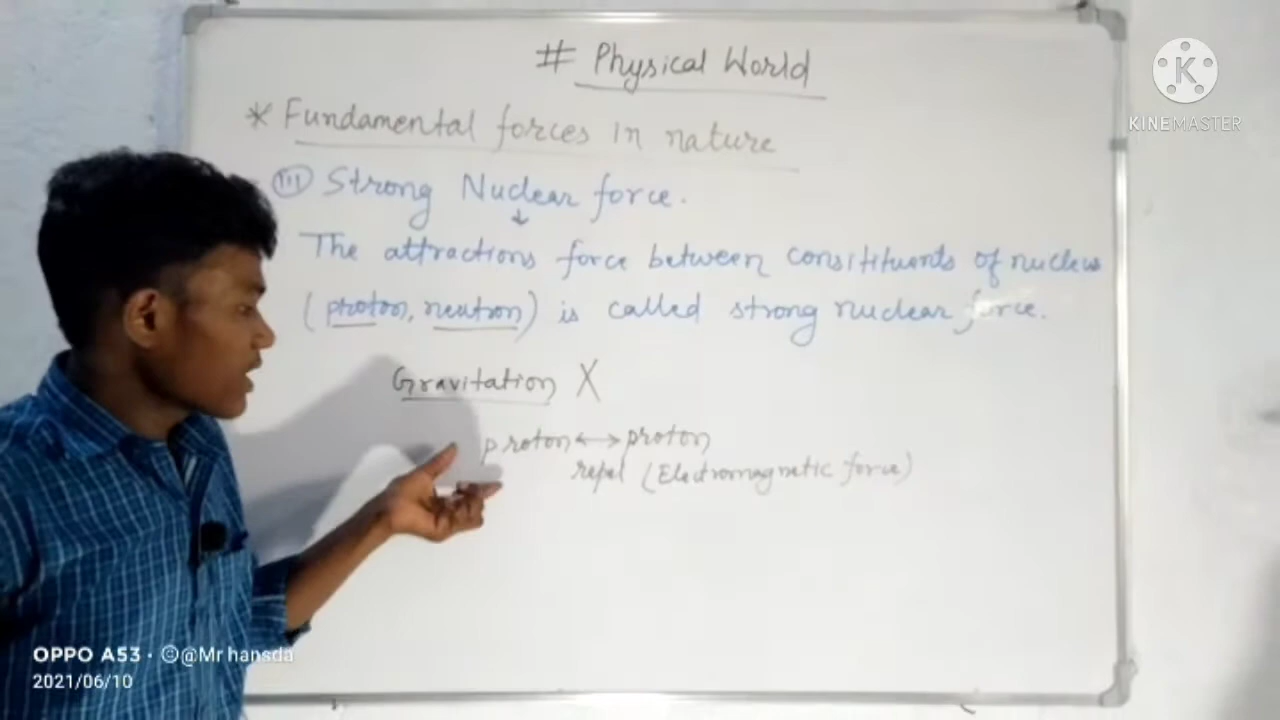 # Physical World
KINEMASTER
* Fundamental forces in nature
(III) Strong Nuclear force.
The attractions force between constituents of nucleus
(proton, neutron) is called strong nuclear force.
Gravitation X
proton ↔ proton
repel (Electromagnetic force)
OPPO A53 · @Mr hansda
2021/06/10